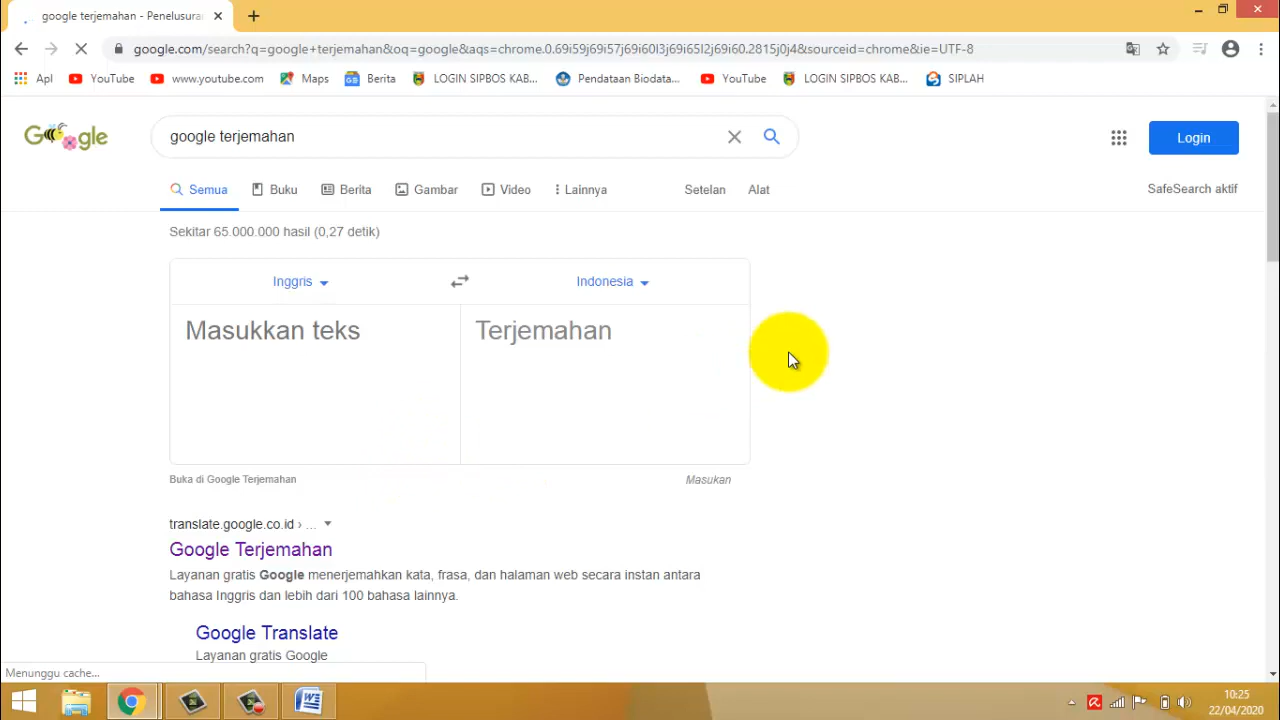 google terjemahan - Penelusuran
google.com/search?q=google+terjemahan&oq=google&aqs=chrome.0.69i59j69i57j69i60l3j69i65l2j69i60.2815j0j4&sourceid=chrome&ie=UTF-8
Apl YouTube www.youtube.com Maps Berita LOGIN SIPBOS KAB... Pendataan Biodata... YouTube LOGIN SIPBOS KAB... SIPLAH
Google google terjemahan Login
Semua Buku Berita Gambar Video Lainnya Setelan Alat SafeSearch aktif
Sekitar 65.000.000 hasil (0,27 detik)
Inggris Indonesia
Masukkan teks Terjemahan
Buka di Google Terjemahan Masukan
translate.google.co.id › ...
Google Terjemahan
Layanan gratis Google menerjemahkan kata, frasa, dan halaman web secara instan antara
bahasa Inggris dan lebih dari 100 bahasa lainnya.
Google Translate
Layanan gratis Google
Menunggu cache...
10:25
22/04/2020